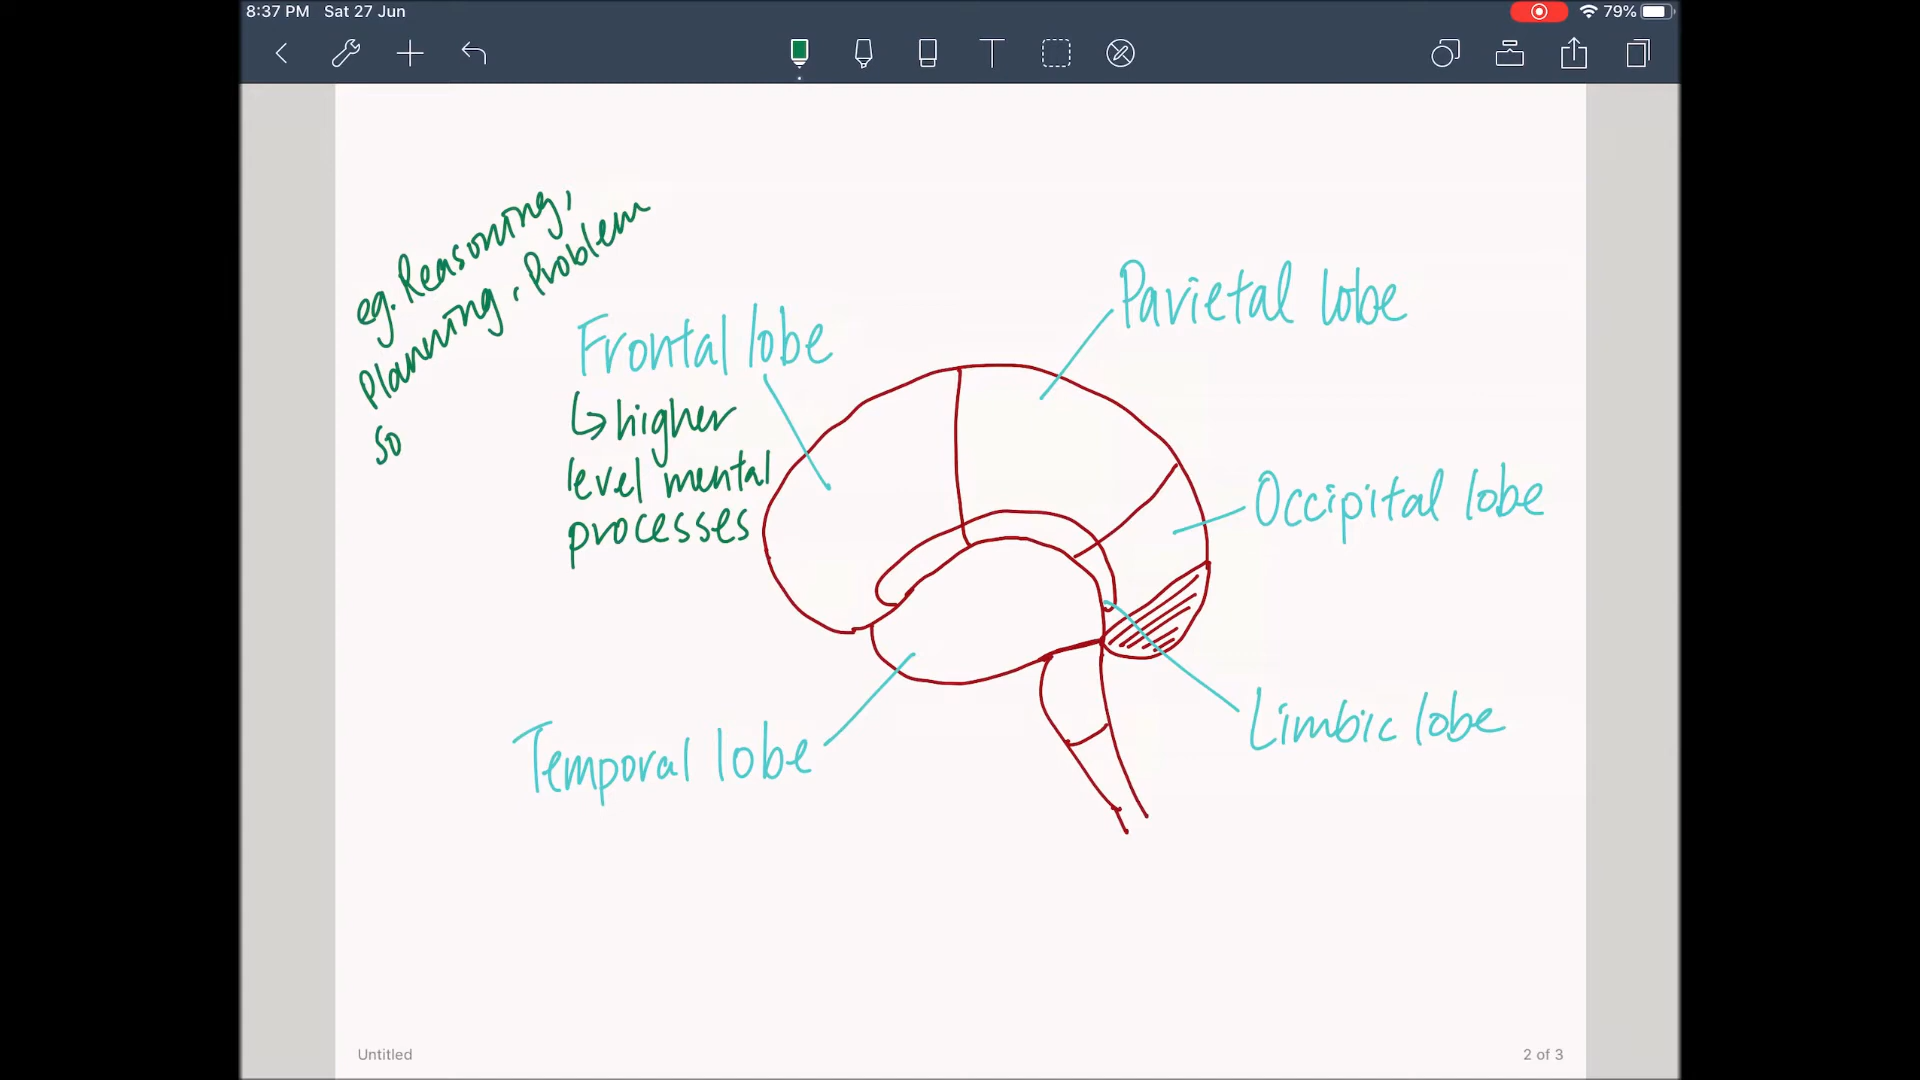 8:37 PM Sat 27 Jun
79%
eg. Reasoning,
Planning, Problem
so
Frontal lobe
↳ higher
level mental
processes
Parietal lobe
Occipital lobe
Limbic lobe
Temporal lobe
Untitled
2 of 3